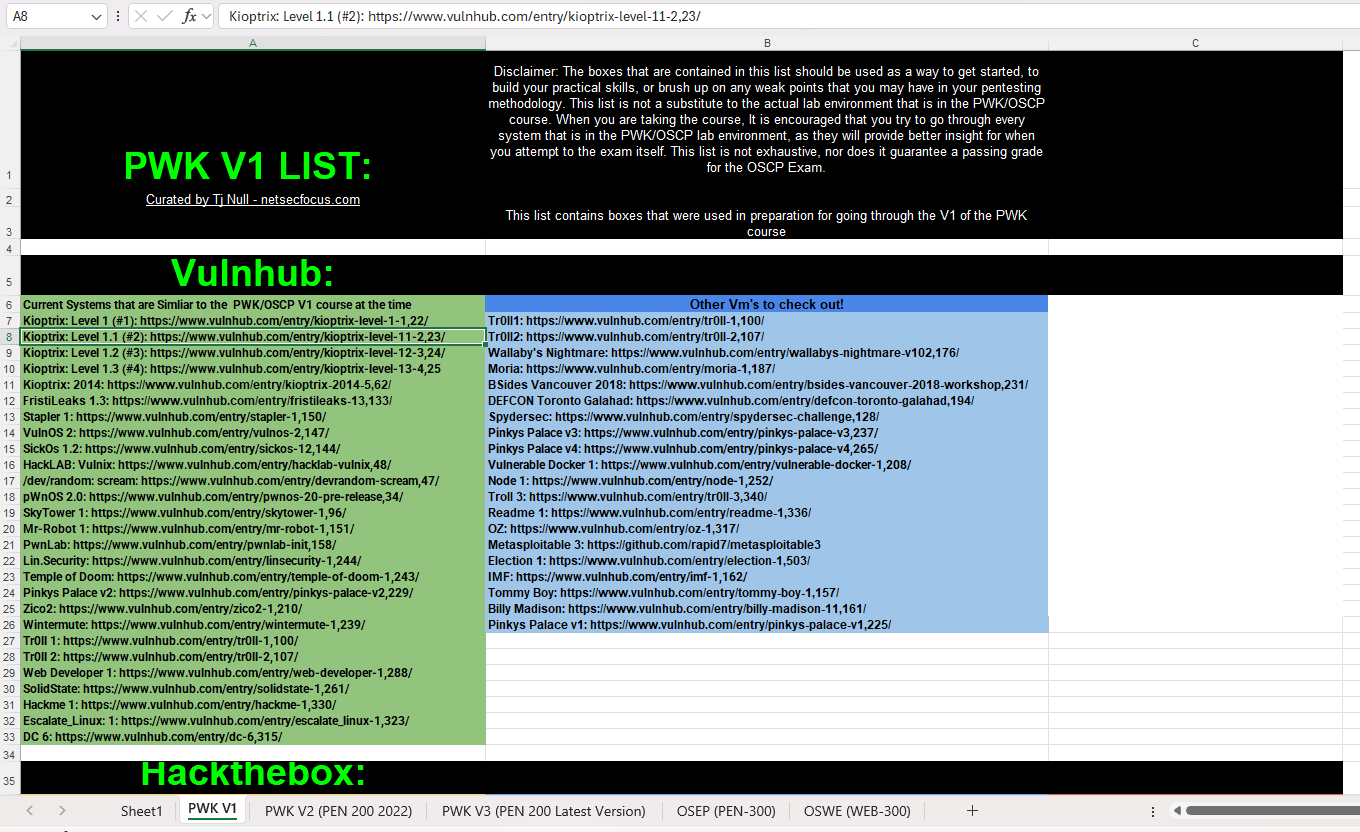 A8
fx
Kioptrix: Level 1.1 (#2): https://www.vulnhub.com/entry/kioptrix-level-11-2,23/
A B C
Disclaimer: The boxes that are contained in this list should be used as a way to get started, to
build your practical skills, or brush up on any weak points that you may have in your pentesting
methodology. This list is not a substitute to the actual lab environment that is in the PWK/OSCP
course. When you are taking the course, It is encouraged that you try to go through every
system that is in the PWK/OSCP lab environment, as they will provide better insight for when
you attempt to the exam itself. This list is not exhaustive, nor does it guarantee a passing grade
for the OSCP Exam.
1 PWK V1 LIST:
2 Curated by Tj Null - netsecfocus.com
This list contains boxes that were used in preparation for going through the V1 of the PWK
3 course
4
5 Vulnhub:
6 Current Systems that are Simliar to the PWK/OSCP V1 course at the time Other Vm's to check out!
7 Kioptrix: Level 1 (#1): https://www.vulnhub.com/entry/kioptrix-level-1-1,22/ Tr0ll1: https://www.vulnhub.com/entry/tr0ll-1,100/
8 Kioptrix: Level 1.1 (#2): https://www.vulnhub.com/entry/kioptrix-level-11-2,23/ Tr0ll2: https://www.vulnhub.com/entry/tr0ll-2,107/
9 Kioptrix: Level 1.2 (#3): https://www.vulnhub.com/entry/kioptrix-level-12-3,24/ Wallaby's Nightmare: https://www.vulnhub.com/entry/wallabys-nightmare-v102,176/
10 Kioptrix: Level 1.3 (#4): https://www.vulnhub.com/entry/kioptrix-level-13-4,25 Moria: https://www.vulnhub.com/entry/moria-1,187/
11 Kioptrix: 2014: https://www.vulnhub.com/entry/kioptrix-2014-5,62/ BSides Vancouver 2018: https://www.vulnhub.com/entry/bsides-vancouver-2018-workshop,231/
12 FristiLeaks 1.3: https://www.vulnhub.com/entry/fristileaks-13,133/ DEFCON Toronto Galahad: https://www.vulnhub.com/entry/defcon-toronto-galahad,194/
13 Stapler 1: https://www.vulnhub.com/entry/stapler-1,150/ Spydersec: https://www.vulnhub.com/entry/spydersec-challenge,128/
14 VulnOS 2: https://www.vulnhub.com/entry/vulnos-2,147/ Pinkys Palace v3: https://www.vulnhub.com/entry/pinkys-palace-v3,237/
15 SickOs 1.2: https://www.vulnhub.com/entry/sickos-12,144/ Pinkys Palace v4: https://www.vulnhub.com/entry/pinkys-palace-v4,265/
16 HackLAB: Vulnix: https://www.vulnhub.com/entry/hacklab-vulnix,48/ Vulnerable Docker 1: https://www.vulnhub.com/entry/vulnerable-docker-1,208/
17 /dev/random: scream: https://www.vulnhub.com/entry/devrandom-scream,47/ Node 1: https://www.vulnhub.com/entry/node-1,252/
18 pWnOS 2.0: https://www.vulnhub.com/entry/pwnos-20-pre-release,34/ Troll 3: https://www.vulnhub.com/entry/tr0ll-3,340/
19 SkyTower 1: https://www.vulnhub.com/entry/skytower-1,96/ Readme 1: https://www.vulnhub.com/entry/readme-1,336/
20 Mr-Robot 1: https://www.vulnhub.com/entry/mr-robot-1,151/ OZ: https://www.vulnhub.com/entry/oz-1,317/
21 PwnLab: https://www.vulnhub.com/entry/pwnlab-init,158/ Metasploitable 3: https://github.com/rapid7/metasploitable3
22 Lin.Security: https://www.vulnhub.com/entry/linsecurity-1,244/ Election 1: https://www.vulnhub.com/entry/election-1,503/
23 Temple of Doom: https://www.vulnhub.com/entry/temple-of-doom-1,243/ IMF: https://www.vulnhub.com/entry/imf-1,162/
24 Pinkys Palace v2: https://www.vulnhub.com/entry/pinkys-palace-v2,229/ Tommy Boy: https://www.vulnhub.com/entry/tommy-boy-1,157/
25 Zico2: https://www.vulnhub.com/entry/zico2-1,210/ Billy Madison: https://www.vulnhub.com/entry/billy-madison-11,161/
26 Wintermute: https://www.vulnhub.com/entry/wintermute-1,239/ Pinkys Palace v1: https://www.vulnhub.com/entry/pinkys-palace-v1,225/
27 Tr0ll 1: https://www.vulnhub.com/entry/tr0ll-1,100/
28 Tr0ll 2: https://www.vulnhub.com/entry/tr0ll-2,107/
29 Web Developer 1: https://www.vulnhub.com/entry/web-developer-1,288/
30 SolidState: https://www.vulnhub.com/entry/solidstate-1,261/
31 Hackme 1: https://www.vulnhub.com/entry/hackme-1,330/
32 Escalate_Linux: 1: https://www.vulnhub.com/entry/escalate_linux-1,323/
33 DC 6: https://www.vulnhub.com/entry/dc-6,315/
34
35 Hackthebox:
Sheet1 PWK V1 PWK V2 (PEN 200 2022) PWK V3 (PEN 200 Latest Version) OSEP (PEN-300) OSWE (WEB-300)